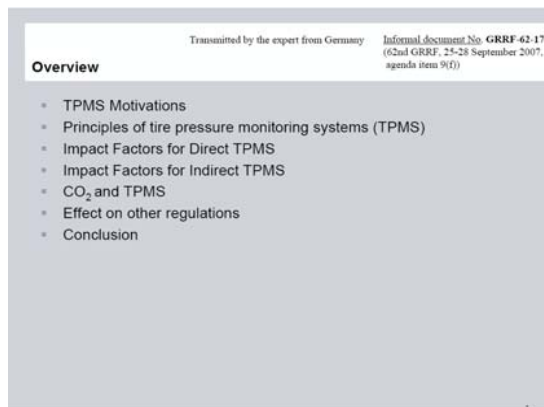 Transmitted by the expert from Germany
Informal document No. GRRF-62-17
(62nd GRRF, 25-28 September 2007,
agenda item 9(f))
Overview
TPMS Motivations
Principles of tire pressure monitoring systems (TPMS)
Impact Factors for Direct TPMS
Impact Factors for Indirect TPMS
CO2 and TPMS
Effect on other regulations
Conclusion